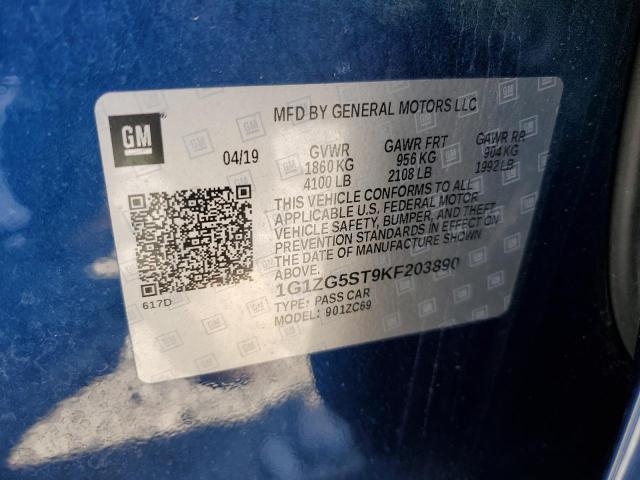 MFD BY GENERAL MOTORS LLC
GM
04/19
GVWR GAWR FRT GAWR RR
1860 KG 956 KG 904 KG
4100 LB 2108 LB 1992 LB
THIS VEHICLE CONFORMS TO ALL
APPLICABLE U.S. FEDERAL MOTOR
VEHICLE SAFETY, BUMPER, AND THEFT
PREVENTION STANDARDS IN EFFECT ON
THE DATE OF MANUFACTURE SHOWN
ABOVE.
1G1ZG5ST9KF203890
TYPE: PASS CAR
MODEL: 901ZC69
617D